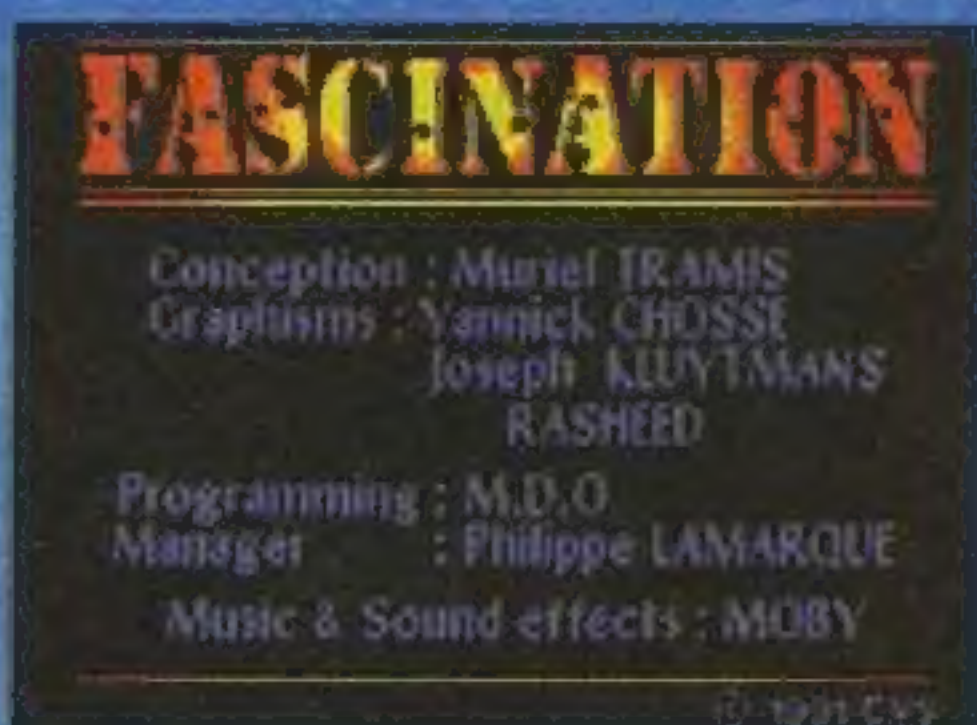 FASCINATION
Conception : Muriel TRAMIS
Graphisms : Yannick CHOSSE
Joseph KLUYTMANS
RASHEED
Programming : M.D.O
Manager : Philippe LAMARQUE
Music & Sound effects : MOBY